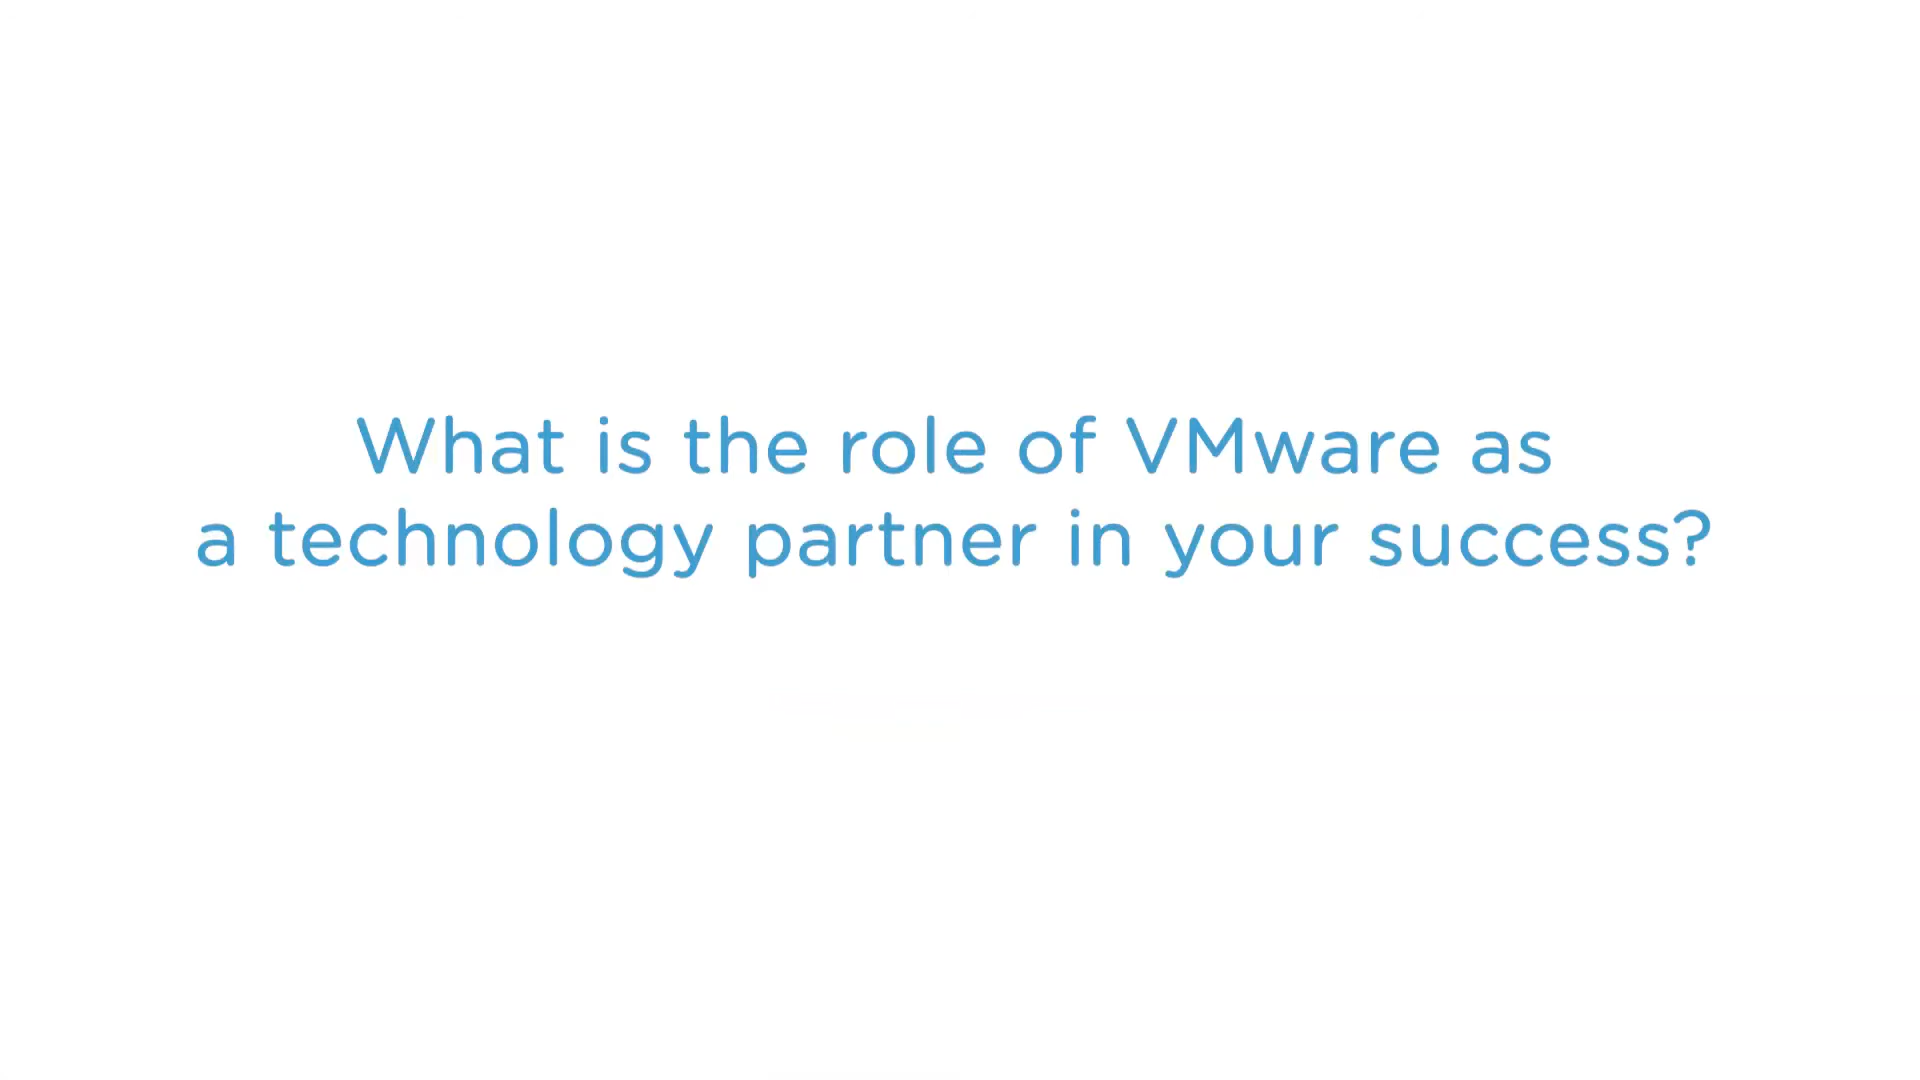 What is the role of VMware as
a technology partner in your success?